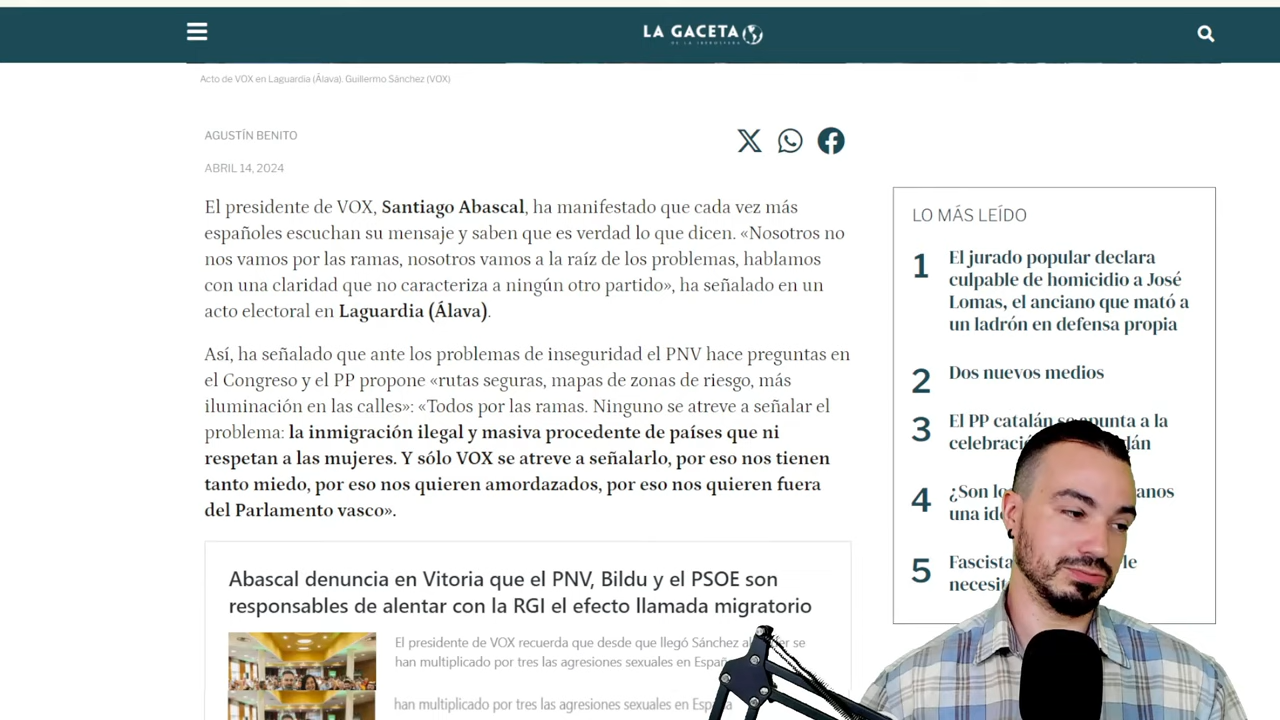 LA GACETA
DE LA IBEROSFERA
Acto de VOX en Laguardia (Álava). Guillermo Sánchez (VOX)
AGUSTÍN BENITO
ABRIL 14, 2024
El presidente de VOX, Santiago Abascal, ha manifestado que cada vez más
españoles escuchan su mensaje y saben que es verdad lo que dicen. «Nosotros no
nos vamos por las ramas, nosotros vamos a la raíz de los problemas, hablamos
con una claridad que no caracteriza a ningún otro partido», ha señalado en un
acto electoral en Laguardia (Álava).
Así, ha señalado que ante los problemas de inseguridad el PNV hace preguntas en
el Congreso y el PP propone «rutas seguras, mapas de zonas de riesgo, más
iluminación en las calles»: «Todos por las ramas. Ninguno se atreve a señalar el
problema: la inmigración ilegal y masiva procedente de países que ni
respetan a las mujeres. Y sólo VOX se atreve a señalarlo, por eso nos tienen
tanto miedo, por eso nos quieren amordazados, por eso nos quieren fuera
del Parlamento vasco».
Abascal denuncia en Vitoria que el PNV, Bildu y el PSOE son
responsables de alentar con la RGI el efecto llamada migratorio
El presidente de VOX recuerda que desde que llegó Sánchez al se
han multiplicado por tres las agresiones sexuales en
han multiplicado por tres las agresiones sexuales en
LO MÁS LEÍDO
1 El jurado popular declara
culpable de homicidio a José
Lomas, el anciano que mató a
un ladrón en defensa propia
2 Dos nuevos medios
3 El PP catalán se apunta a la
4 ¿Son
una
5